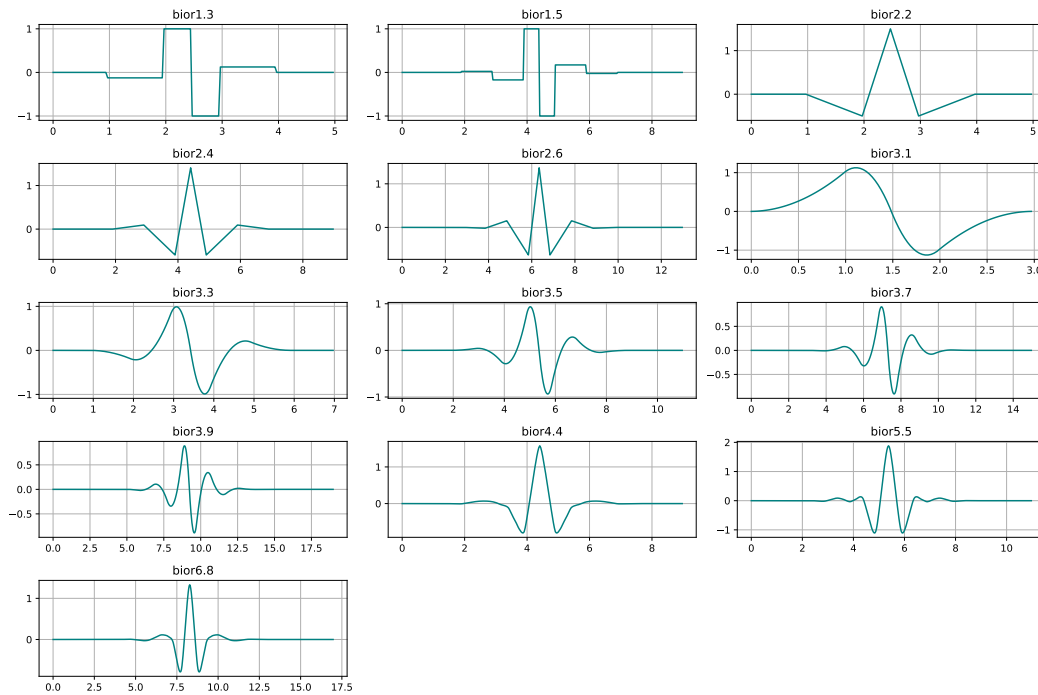 bior1.3 bior1.5 bior2.2
1 0 −1
0 1 2 3 4 5
1 0 −1
0 2 4 6 8
1 0
0 1 2 3 4 5
bior2.4 bior2.6 bior3.1
1 0
0 2 4 6 8
1 0
0 2 4 6 8 10 12
1 0 −1
0.0 0.5 1.0 1.5 2.0 2.5 3.0
bior3.3 bior3.5 bior3.7
1 0 −1
0 1 2 3 4 5 6 7
1 0 −1
0 2 4 6 8 10
0.5 0.0 −0.5
0 2 4 6 8 10 12 14
bior3.9 bior4.4 bior5.5
0.5 0.0 −0.5
0.0 2.5 5.0 7.5 10.0 12.5 15.0 17.5
1 0
0 2 4 6 8
2 1 0 −1
0 2 4 6 8 10
bior6.8
1 0
0.0 2.5 5.0 7.5 10.0 12.5 15.0 17.5